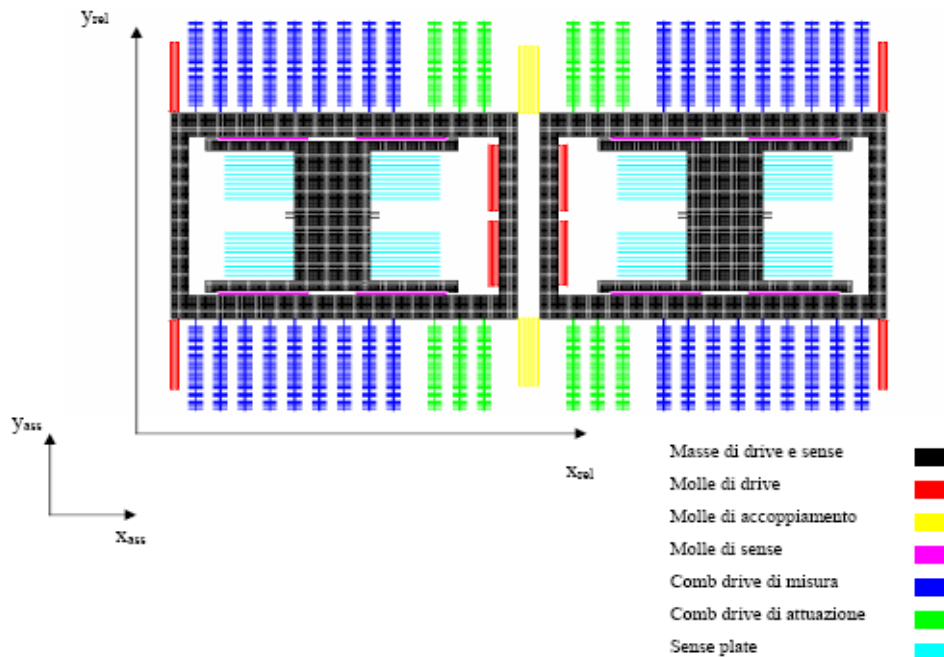 y_rel
y_ass
x_rel
x_ass
Masse di drive e sense
Molle di drive
Molle di accoppiamento
Molle di sense
Comb drive di misura
Comb drive di attuazione
Sense plate